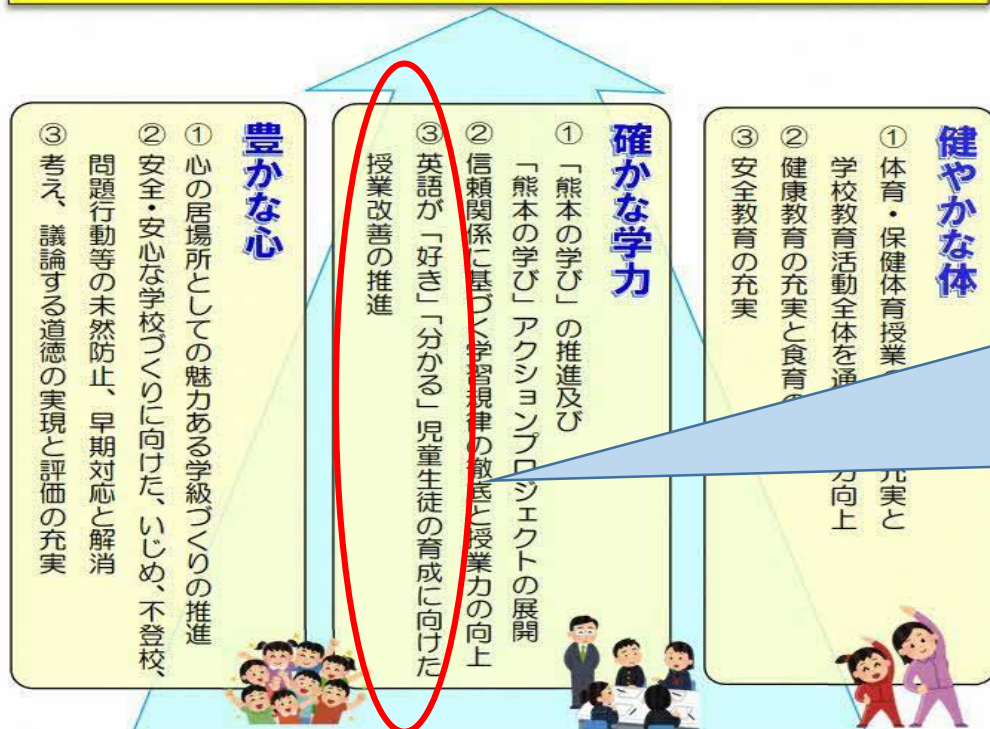 健やかな体
① 体育・保健体育授業の充実と
学校教育活動全体を通
力向上
② 健康教育の充実と食育の
③ 安全教育の充実
確かな学力
① 「熊本の学び」の推進及び
「熊本の学び」アクションプロジェクトの展開
② 信頼関係に基づく学習規律の徹底と授業力の向上
③ 英語が「好き」「分かる」児童生徒の育成に向けた
授業改善の推進
豊かな心
① 心の居場所としての魅力ある学級づくりの推進
② 安全・安心な学校づくりに向けた、いじめ、不登校、
問題行動等の未然防止、早期対応と解消
③ 考え、議論する道徳の実現と評価の充実